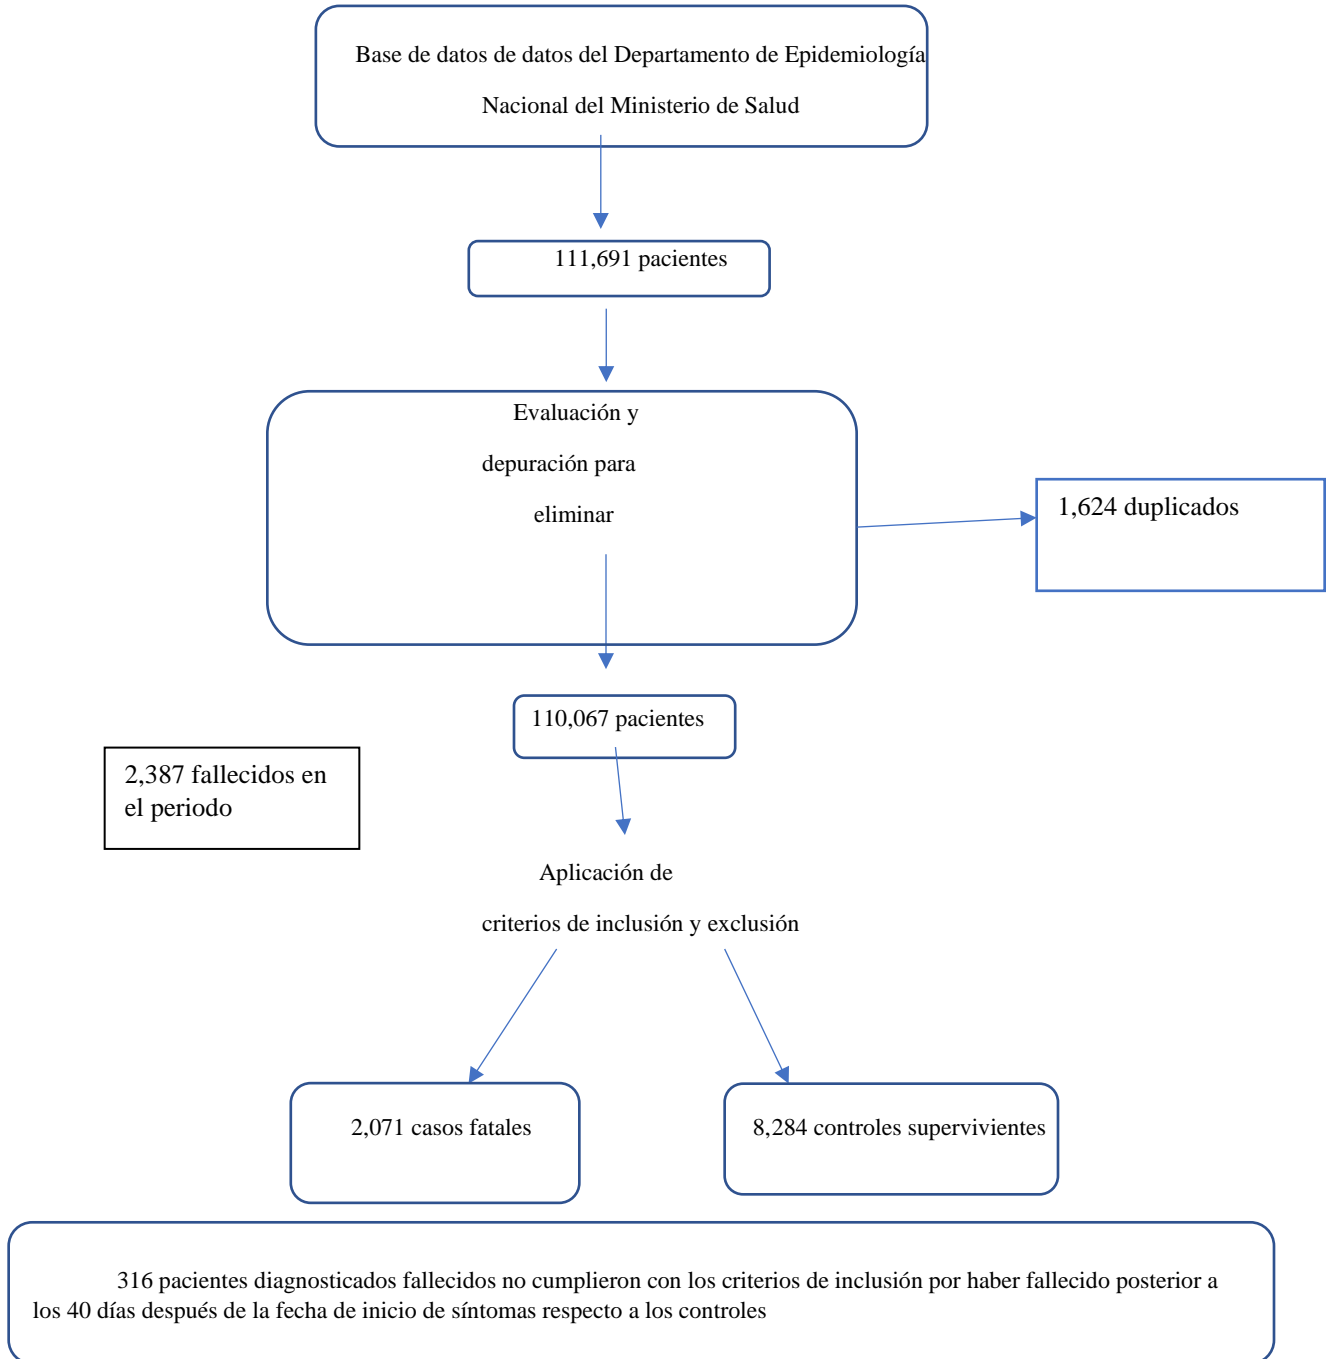 Base de datos de datos del Departamento de Epidemiología
Nacional del Ministerio de Salud
111,691 pacientes
Evaluación y
depuración para
eliminar
1,624 duplicados
110,067 pacientes
2,387 fallecidos en
el periodo
Aplicación de
criterios de inclusión y exclusión
2,071 casos fatales
8,284 controles supervivientes
316 pacientes diagnosticados fallecidos no cumplieron con los criterios de inclusión por haber fallecido posterior a
los 40 días después de la fecha de inicio de síntomas respecto a los controles